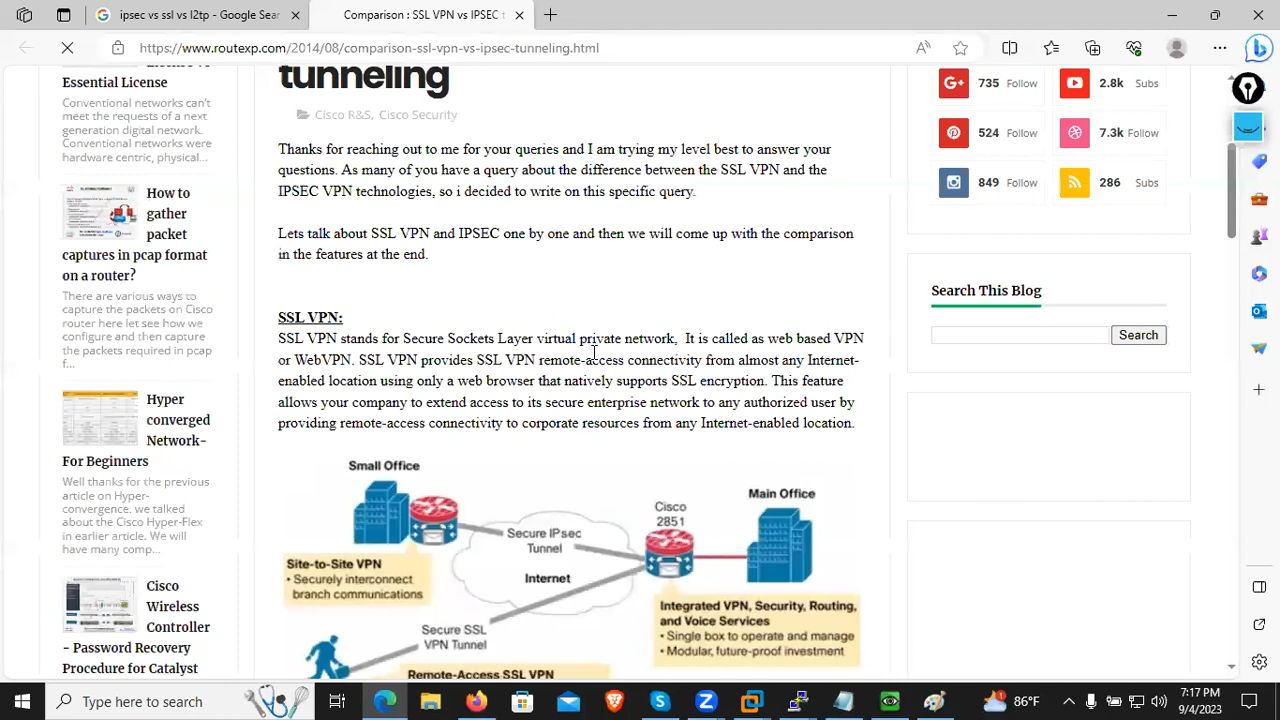 ipsec vs ssl vs l2tp - Google Sear
Comparison : SSL VPN vs IPSEC t
https://www.routexp.com/2014/08/comparison-ssl-vpn-vs-ipsec-tunneling.html
Essential License
Conventional networks can't
meet the requests of a next
generation digital network.
Conventional networks were
hardware centric, physical...
How to
gather
packet
captures in pcap format
on a router?
There are various ways to
capture the packets on Cisco
router here let see how we
configure and then capture
the packets required in pcap
f...
Hyper
converged
Network-
For Beginners
Well thanks for the previous
article on Hyper-
convergence. we talked
about the Cisco Hyper-Flex
in earlier article. We will
have many comp...
Cisco
Wireless
Controller
- Password Recovery
Procedure for Catalyst
tunneling
Cisco R&S, Cisco Security
Thanks for reaching out to me for your queries and I am trying my level best to answer your
questions. As many of you have a query about the difference between the SSL VPN and the
IPSEC VPN technologies, so i decided to write on this specific query.
Lets talk about SSL VPN and IPSEC one by one and then we will come up with the comparison
in the features at the end.
SSL VPN:
SSL VPN stands for Secure Sockets Layer virtual private network, It is called as web based VPN
or WebVPN. SSL VPN provides SSL VPN remote-access connectivity from almost any Internet-
enabled location using only a web browser that natively supports SSL encryption. This feature
allows your company to extend access to its secure enterprise network to any authorized user by
providing remote-access connectivity to corporate resources from any Internet-enabled location.
Small Office
Main Office
Cisco
2851
Secure IPsec
Tunnel
Internet
Site-to-Site VPN
• Securely interconnect
branch communications
Integrated VPN, Security, Routing,
and Voice Services
• Single box to operate and manage
• Modular, future-proof investment
Secure SSL
VPN Tunnel
Remote-Access SSL VPN
735 Follow
2.8k Subs
524 Follow
7.3k Follow
849 Follow
286 Subs
Search This Blog
Search
Type here to search
86°F
7:17 PM
9/4/2023